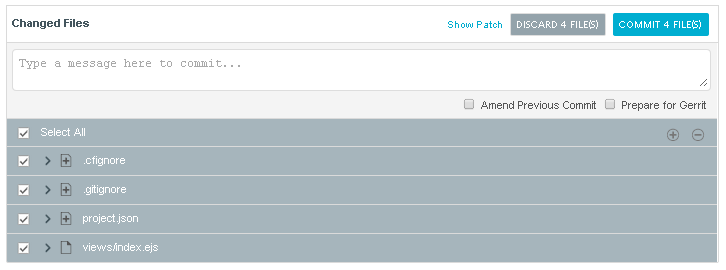 Changed Files Show Patch DISCARD 4 FILE(S) COMMIT 4 FILE(S)
Type a message here to commit...
Amend Previous Commit Prepare for Gerrit
Select All
.cfignore
.gitignore
project.json
views/index.ejs